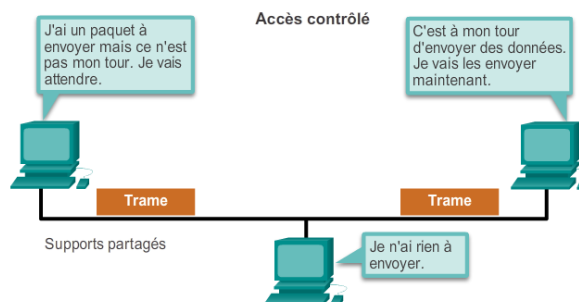 Accès contrôlé
J'ai un paquet à
envoyer mais ce n'est
pas mon tour. Je vais
attendre.
C'est à mon tour
d'envoyer des données.
Je vais les envoyer
maintenant.
Trame
Trame
Supports partagés
Je n'ai rien à
envoyer.